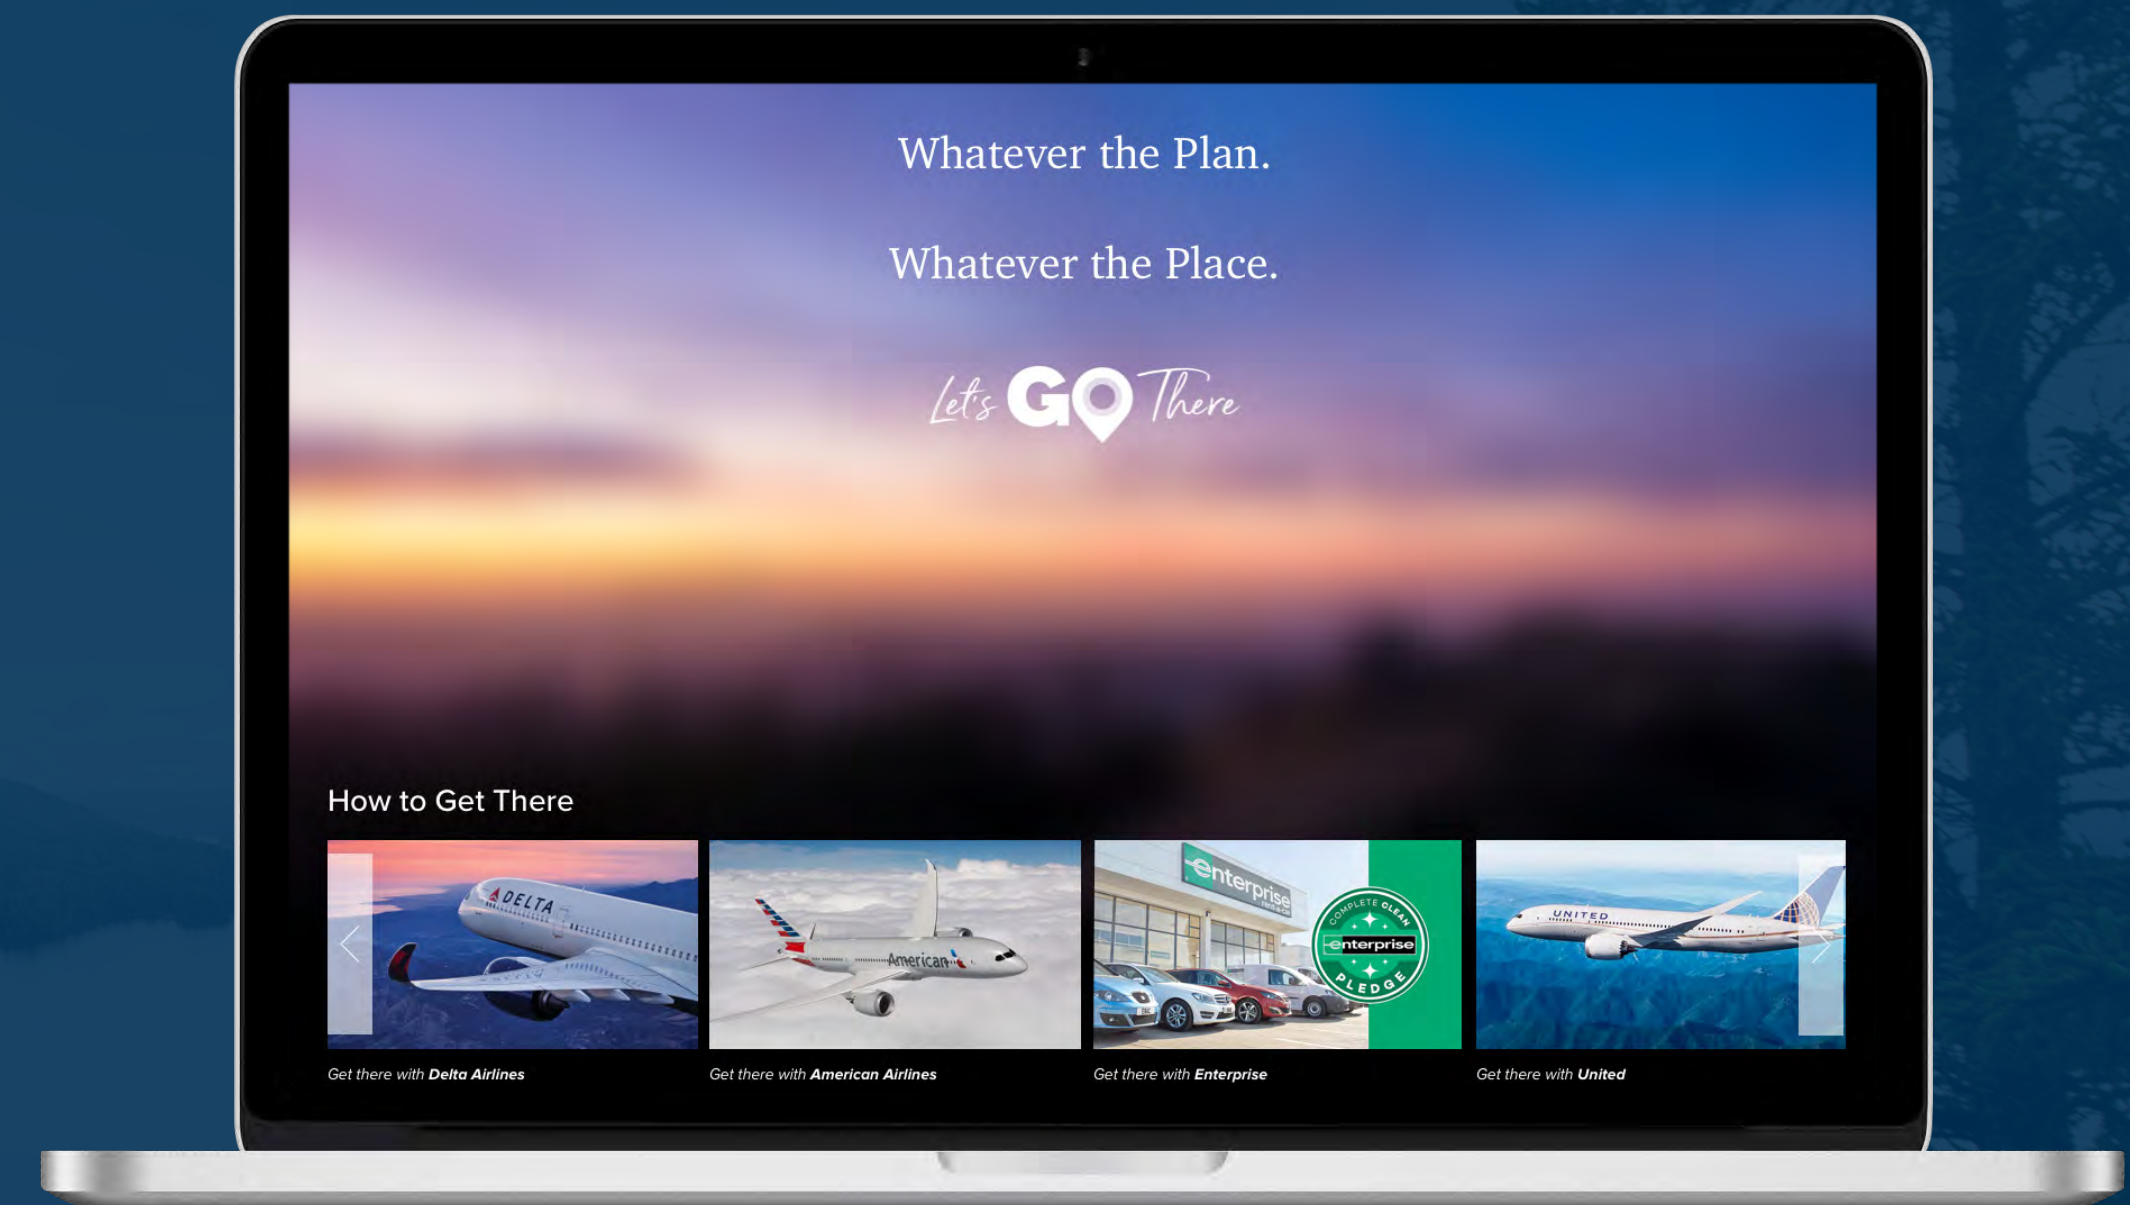 Whatever the Plan.
Whatever the Place.
Let's GO There
How to Get There
DELTA
American
enterprise
rent-a-car
COMPLETE CLEAN
enterprise
PLEDGE
UNITED
Get there with Delta Airlines
Get there with American Airlines
Get there with Enterprise
Get there with United